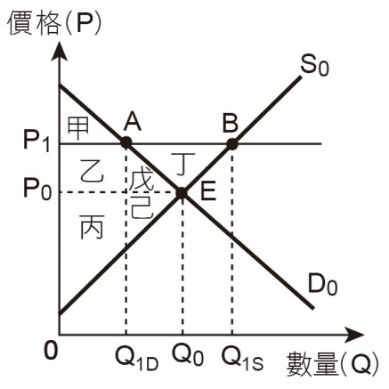 價格(P)
S₀
甲 A B
P₁
乙 戊 丁
P₀ E
丙 己
D₀
0 Q₁D Q₀ Q₁S 數量(Q)